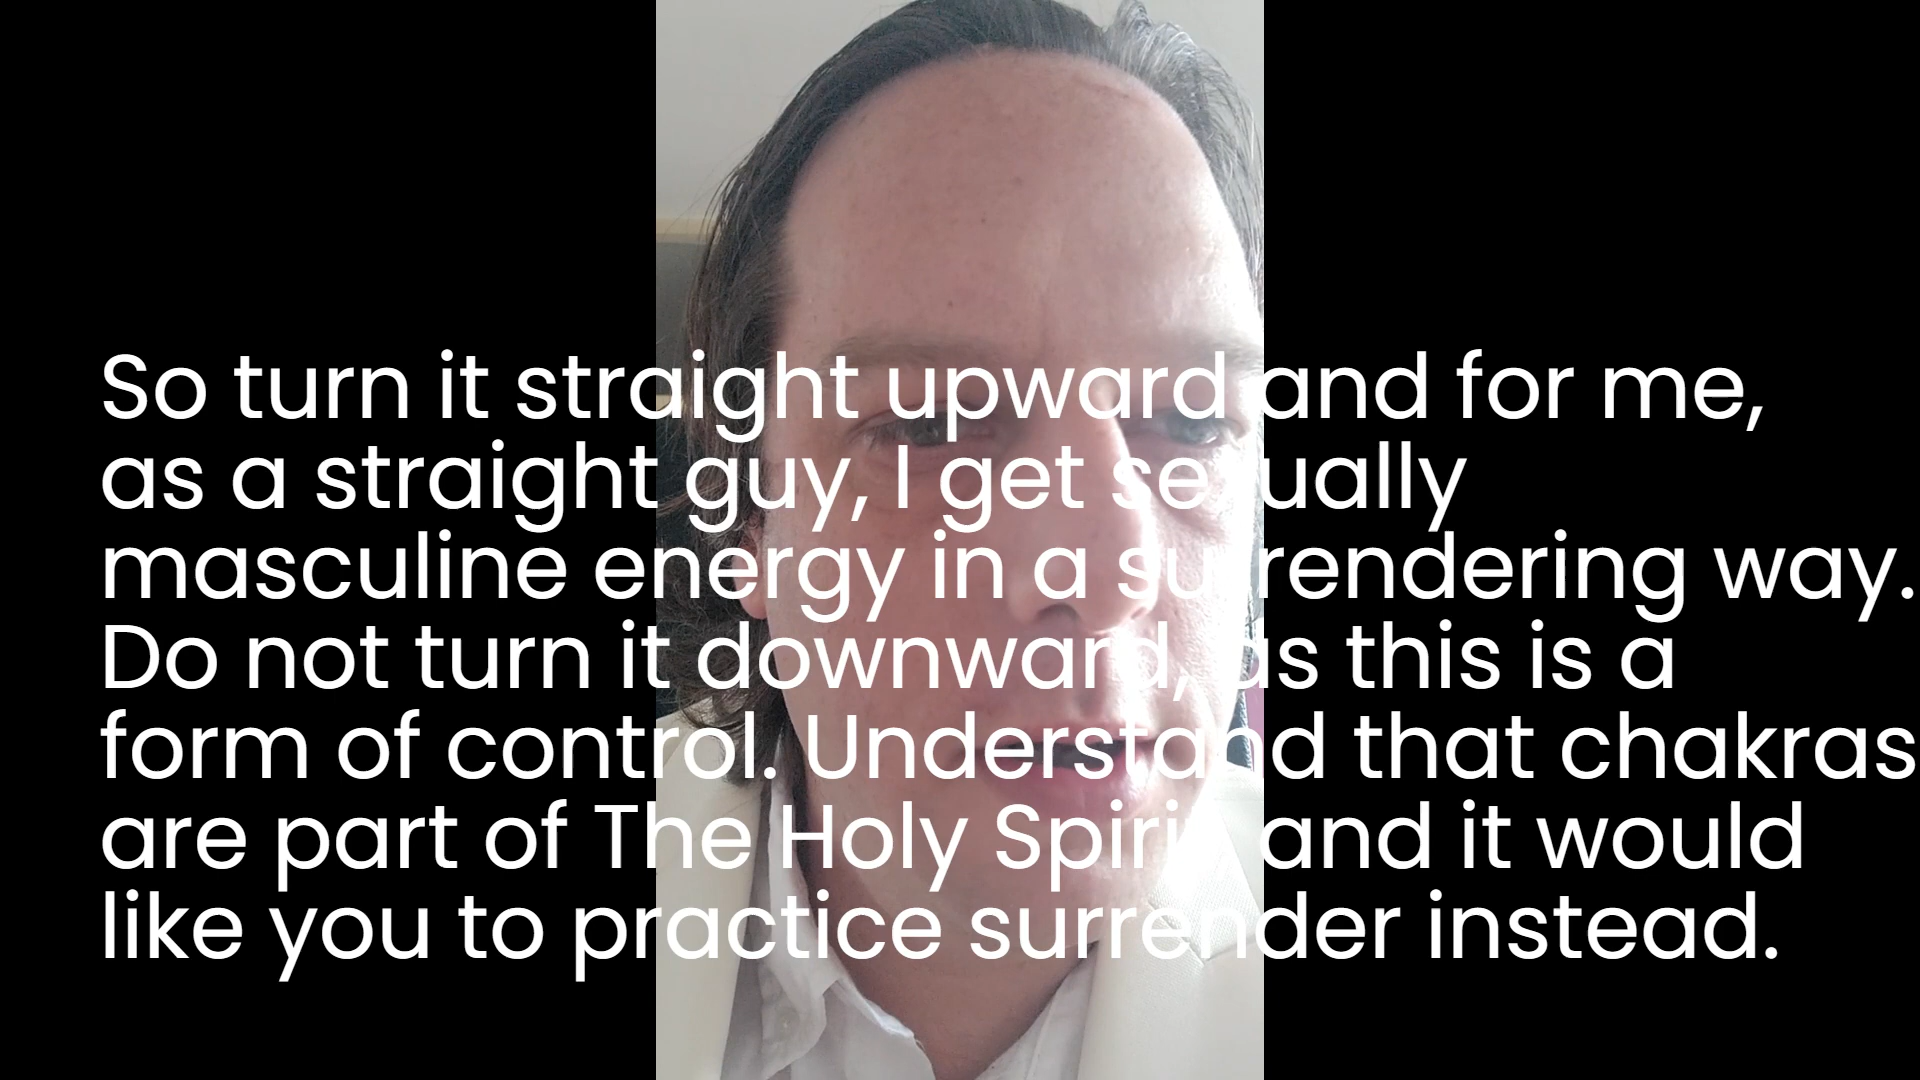 So turn it straight upward and for me,
as a straight guy, I get sexually
masculine energy in a surrendering way.
Do not turn it downward, as this is a
form of control. Understand that chakras
are part of The Holy Spirit and it would
like you to practice surrender instead.